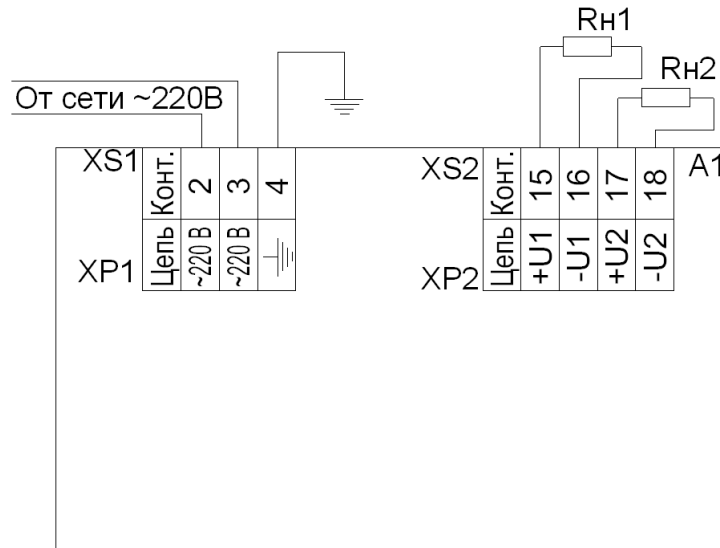 Rн1
Rн2
От сети ~220В
XS1
Конт.
2
3
4
XP1
Цепь
~220 В
~220 В
XS2
Конт.
15
16
17
18
A1
XP2
Цепь
+U1
-U1
+U2
-U2